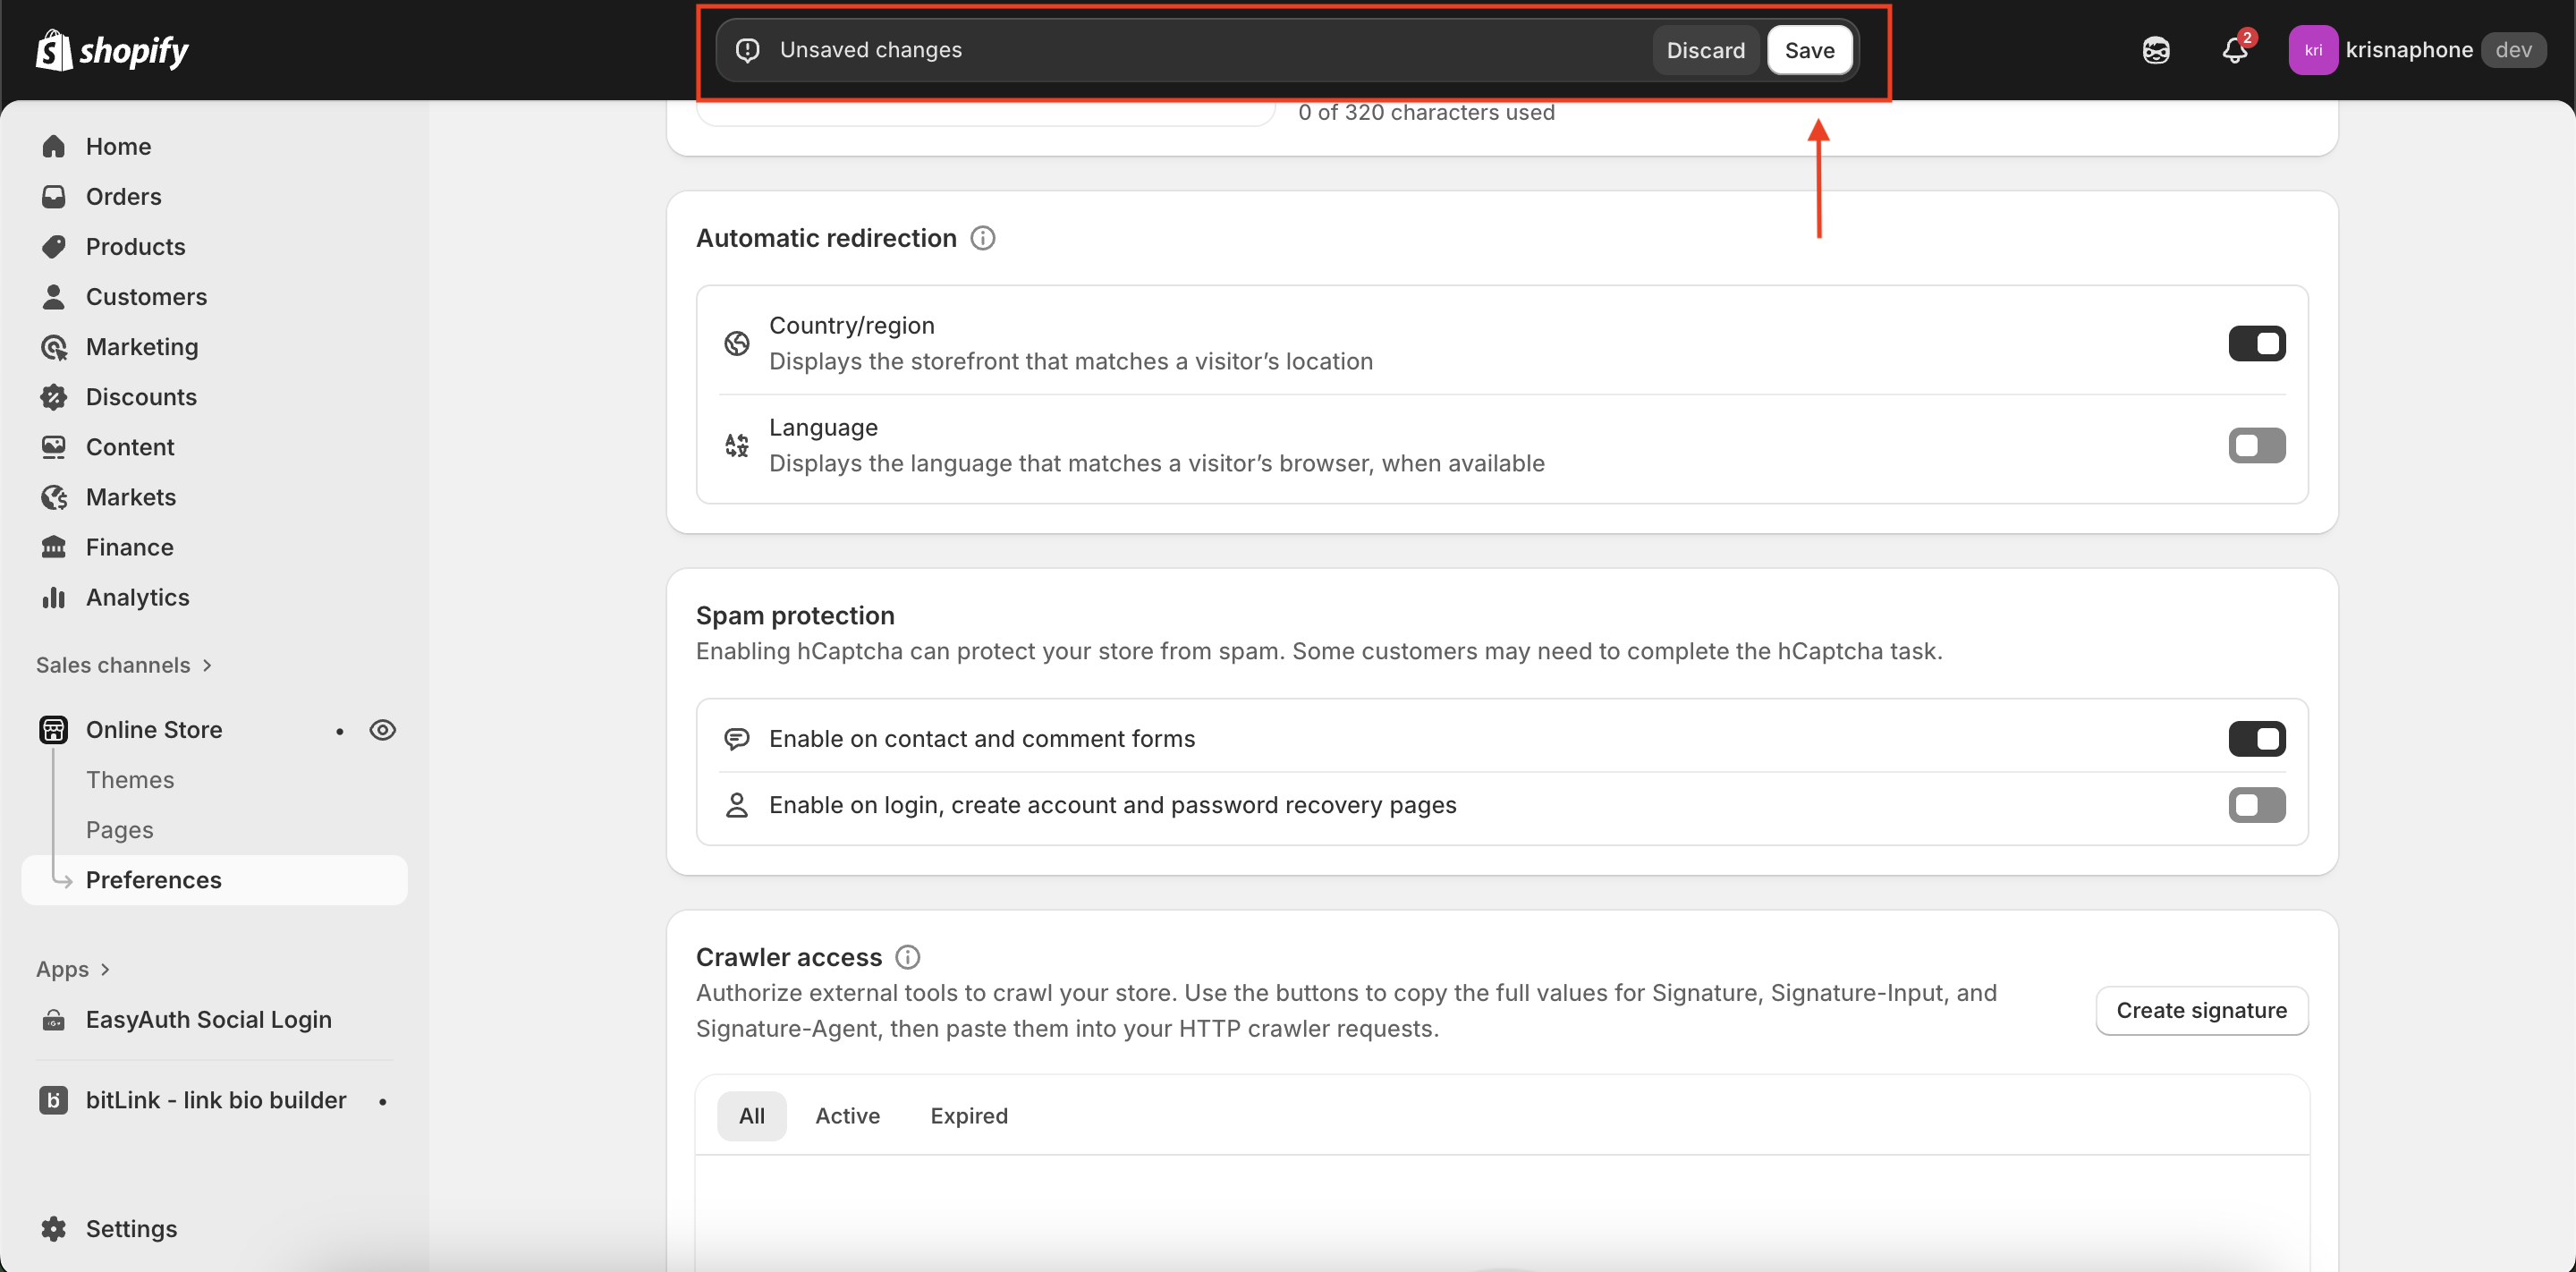 shopify
Unsaved changes
Discard
Save
2
kri
krisnaphone
dev
Home
Orders
Products
Customers
Marketing
Discounts
Content
Markets
Finance
Analytics
Sales channels
Online Store
Themes
Pages
Preferences
Apps
EasyAuth Social Login
bitLink - link bio builder
Settings
0 of 320 characters used
Automatic redirection
Country/region
Displays the storefront that matches a visitor’s location
Language
Displays the language that matches a visitor’s browser, when available
Spam protection
Enabling hCaptcha can protect your store from spam. Some customers may need to complete the hCaptcha task.
Enable on contact and comment forms
Enable on login, create account and password recovery pages
Crawler access
Authorize external tools to crawl your store. Use the buttons to copy the full values for Signature, Signature-Input, and
Signature-Agent, then paste them into your HTTP crawler requests.
Create signature
All
Active
Expired